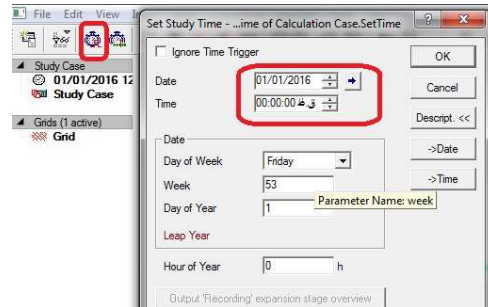 File Edit View
Study Case
01/01/2016 12
Study Case
Grids (1 active)
Grid
Set Study Time - ...ime of Calculation Case.SetTime
Ignore Time Trigger
Date 01/01/2016
Time 00:00:00 ق.ظ
OK
Cancel
Descript. <<
->Date
->Time
Date
Day of Week Friday
Week 53
Parameter Name: week
Day of Year 1
Leap Year
Hour of Year 0 h
Output 'Recording' expansion stage overview